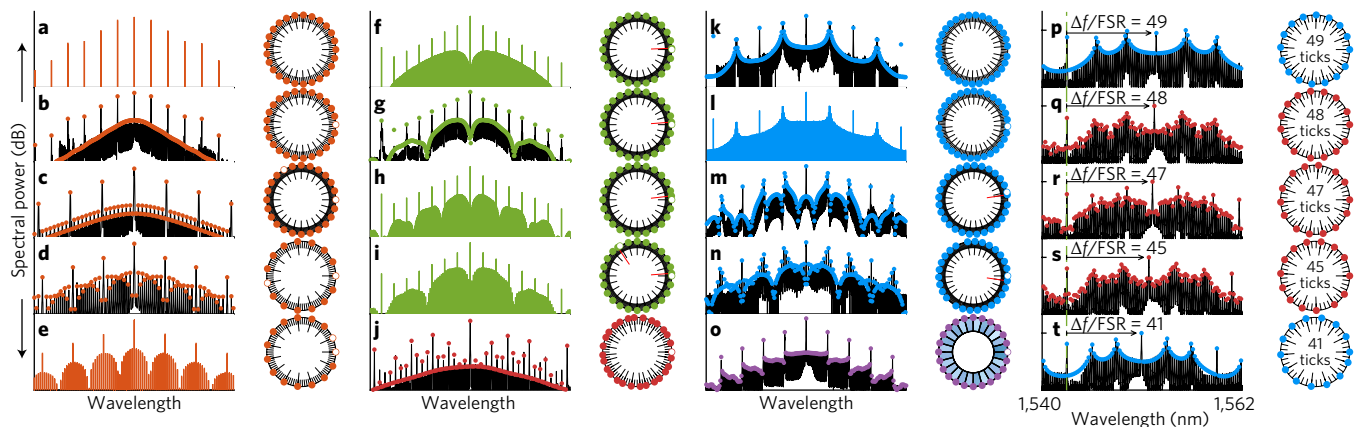 a
b
c
d
e
Spectral power (dB)
Wavelength
f
g
h
i
j
Wavelength
k
l
m
n
o
Wavelength
p
Δf/FSR = 49
49
ticks
q
Δf/FSR = 48
48
ticks
r
Δf/FSR = 47
47
ticks
s
Δf/FSR = 45
45
ticks
t
Δf/FSR = 41
41
ticks
1,540
1,562
Wavelength (nm)